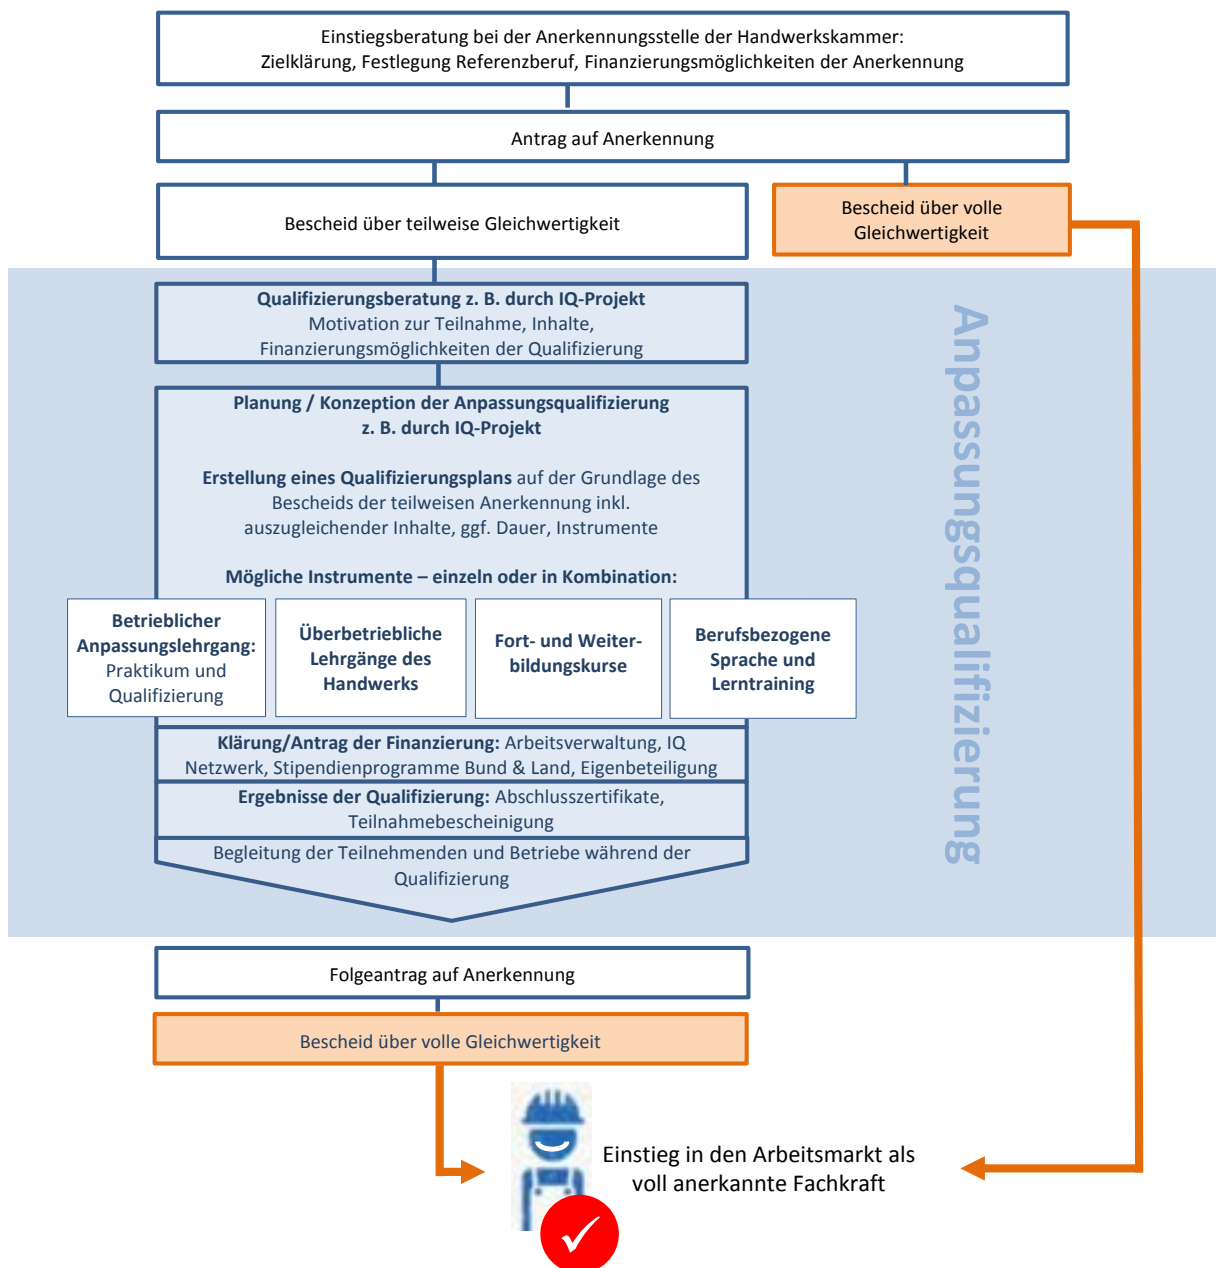 Einstiegsberatung bei der Anerkennungsstelle der Handwerkskammer:
Zielklärung, Festlegung Referenzberuf, Finanzierungsmöglichkeiten der Anerkennung
Antrag auf Anerkennung
Bescheid über teilweise Gleichwertigkeit
Bescheid über volle
Gleichwertigkeit
Qualifizierungsberatung z. B. durch IQ-Projekt
Motivation zur Teilnahme, Inhalte,
Finanzierungsmöglichkeiten der Qualifizierung
Anpassungsqualifizierung
Planung / Konzeption der Anpassungsqualifizierung
z. B. durch IQ-Projekt
Erstellung eines Qualifizierungsplans auf der Grundlage des
Bescheids der teilweisen Anerkennung inkl.
auszugleichender Inhalte, ggf. Dauer, Instrumente
Mögliche Instrumente – einzeln oder in Kombination:
Betrieblicher
Anpassungslehrgang:
Praktikum und
Qualifizierung
Überbetriebliche
Lehrgänge des
Handwerks
Fort- und Weiter-
bildungskurse
Berufsbezogene
Sprache und
Lerntraining
Klärung/Antrag der Finanzierung: Arbeitsverwaltung, IQ
Netzwerk, Stipendienprogramme Bund & Land, Eigenbeteiligung
Ergebnisse der Qualifizierung: Abschlusszertifikate,
Teilnahmebescheinigung
Begleitung der Teilnehmenden und Betriebe während der
Qualifizierung
Folgeantrag auf Anerkennung
Bescheid über volle Gleichwertigkeit
Einstieg in den Arbeitsmarkt als
voll anerkannte Fachkraft